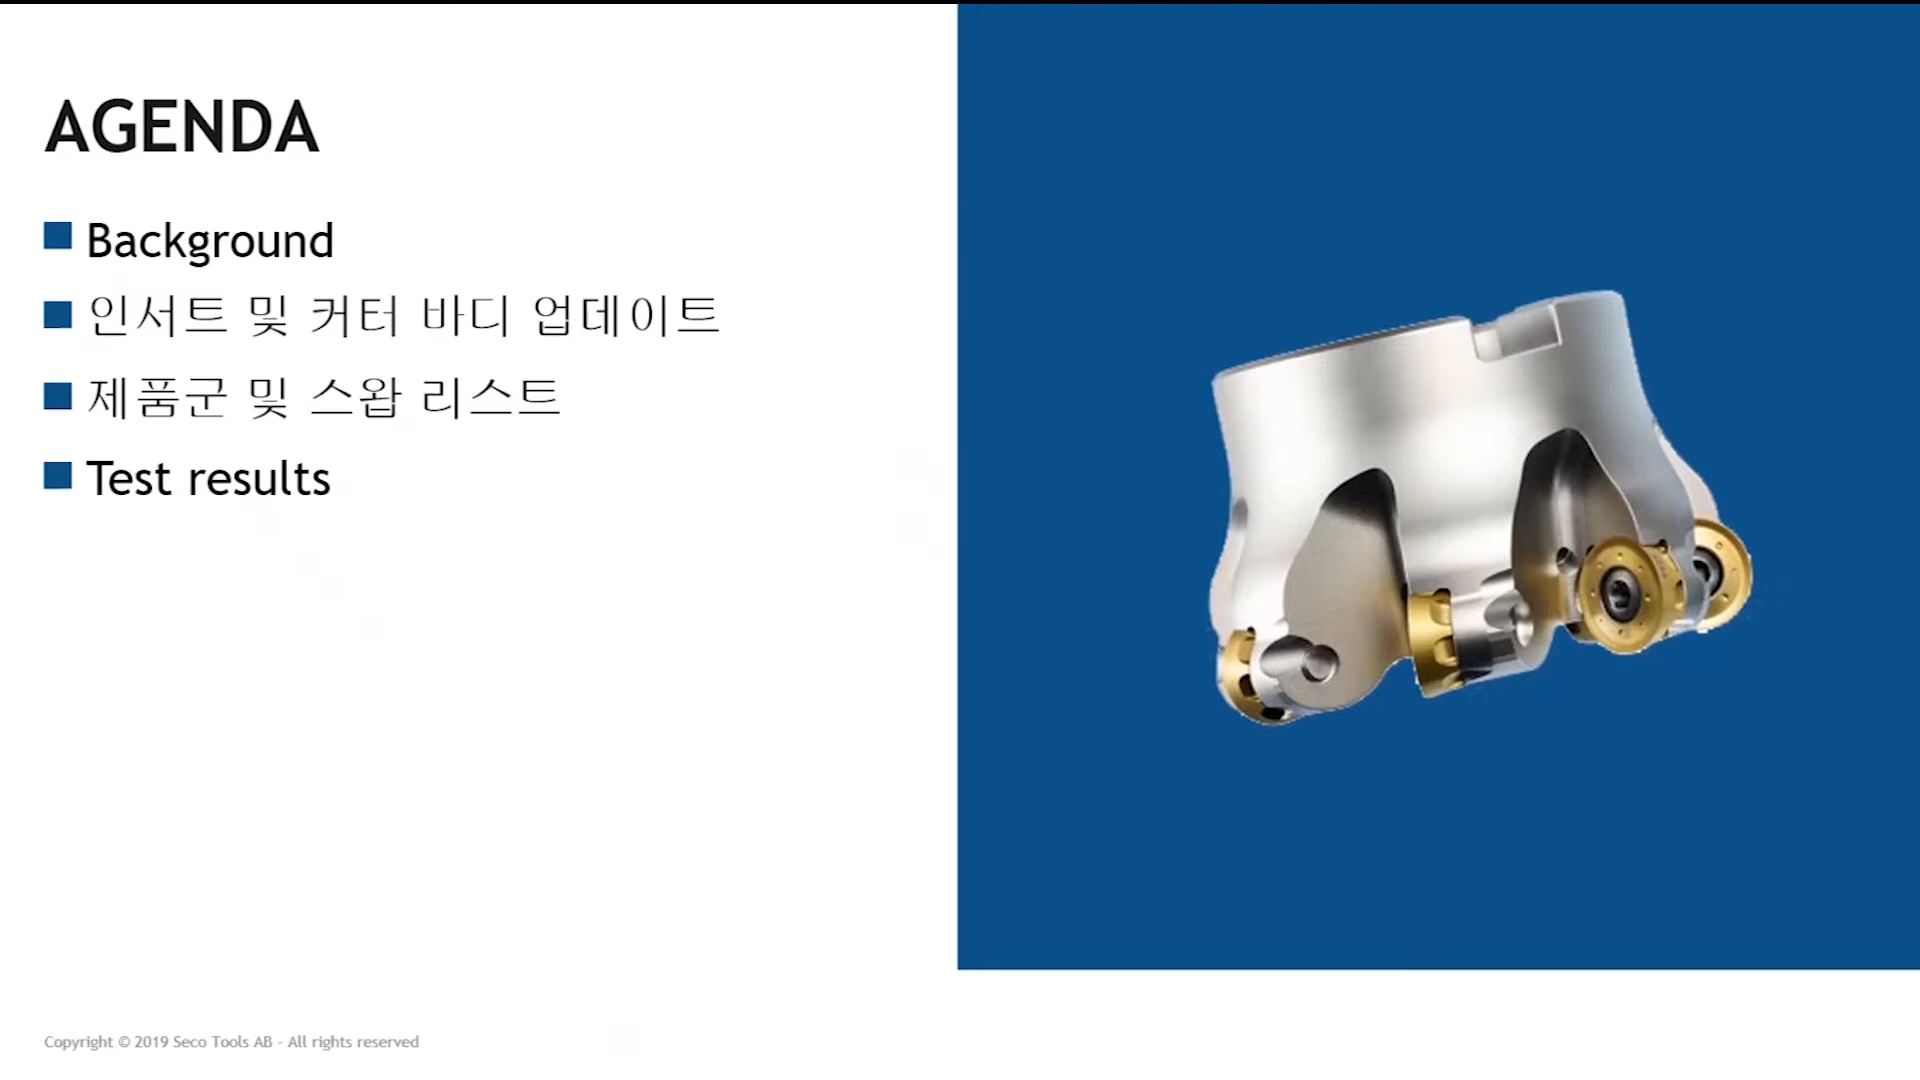 AGENDA
Background
인서트 및 커터 바디 업데이트
제품군 및 스왑 리스트
Test results
Copyright © 2019 Seco Tools AB - All rights reserved